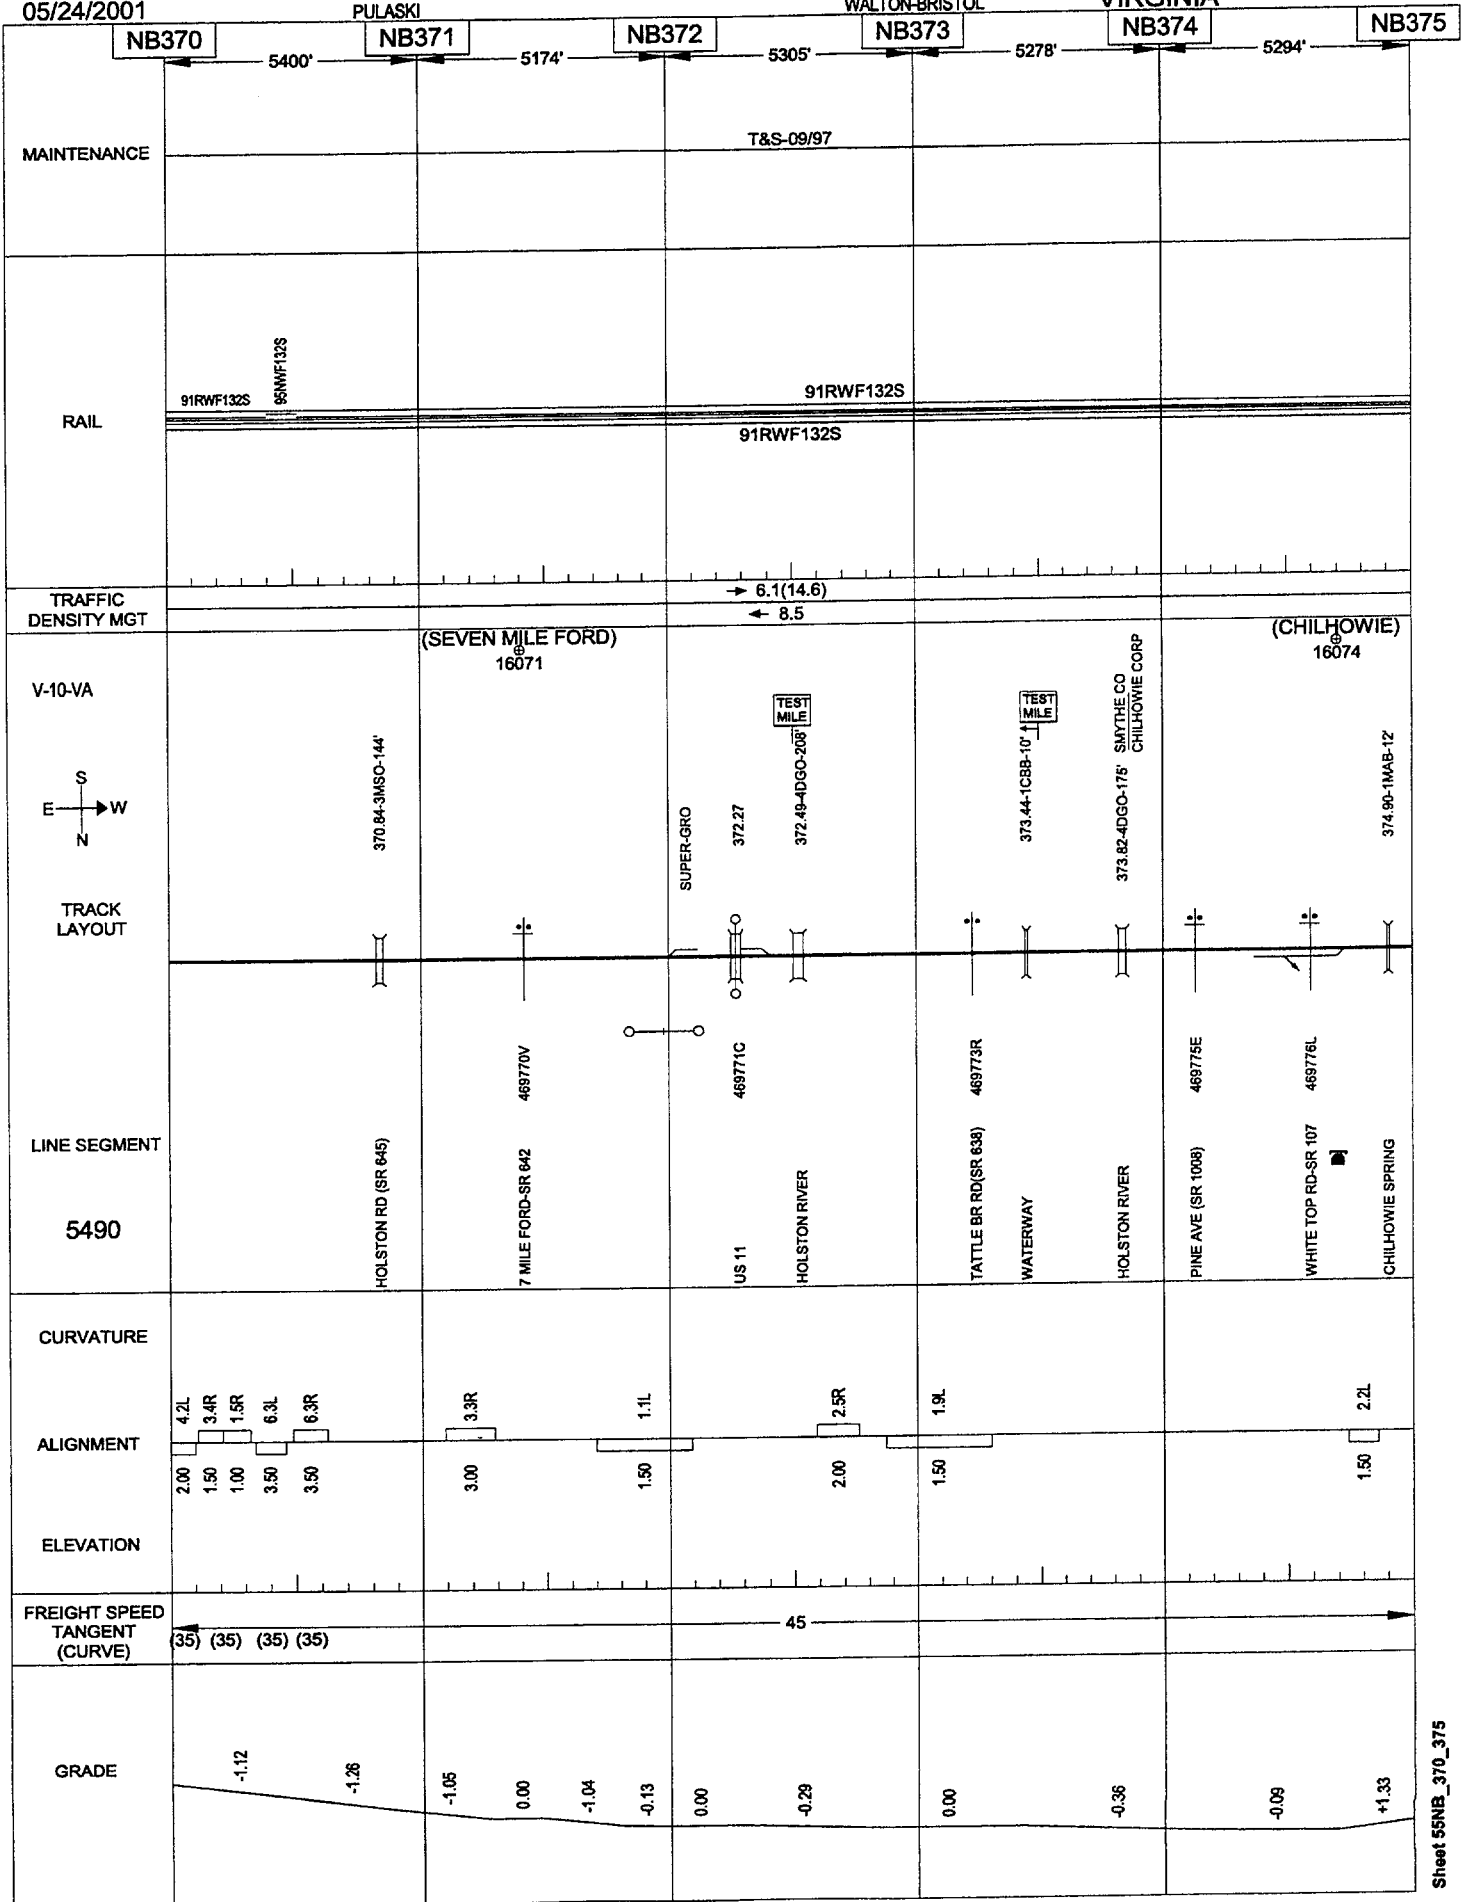 05/24/2001
PULASKI
WALTON-BRISTOL
VIRGINIA
NB370
NB371
NB372
NB373
NB374
NB375
5400'
5174'
5305'
5278'
5294'
MAINTENANCE
T&S-09/97
RAIL
91RWF132S
95NWF132S
91RWF132S
91RWF132S
TRAFFIC
DENSITY MGT
6.1(14.6)
8.5
(SEVEN MILE FORD)
16071
(CHILHOWIE)
16074
V-10-VA
S
E
W
N
370.84-3MSO-144'
SUPER-GRO
372.27
TEST
MILE
372.49-4DGO-208'
TEST
MILE
373.44-1CBB-10'
373.82-4DGO-175'
SMYTHE CO
CHILHOWIE CORP
374.90-1MAB-12'
TRACK
LAYOUT
469770V
469771C
469773R
469775E
469776L
LINE SEGMENT
5490
HOLSTON RD (SR 645)
7 MILE FORD-SR 642
US 11
HOLSTON RIVER
TATTLE BR RD(SR 638)
WATERWAY
HOLSTON RIVER
PINE AVE (SR 1008)
WHITE TOP RD-SR 107
CHILHOWIE SPRING
CURVATURE
4.2L
3.4R
1.5R
6.3L
6.3R
3.3R
1.1L
2.5R
1.9L
2.2L
ALIGNMENT
2.00
1.50
1.00
3.50
3.50
3.00
1.50
2.00
1.50
1.50
ELEVATION
FREIGHT SPEED
TANGENT
(CURVE)
45
(35)
(35)
(35)
(35)
GRADE
-1.12
-1.26
-1.05
0.00
-1.04
-0.13
0.00
-0.29
0.00
-0.36
-0.09
+1.33
Sheet 55NB_370_375